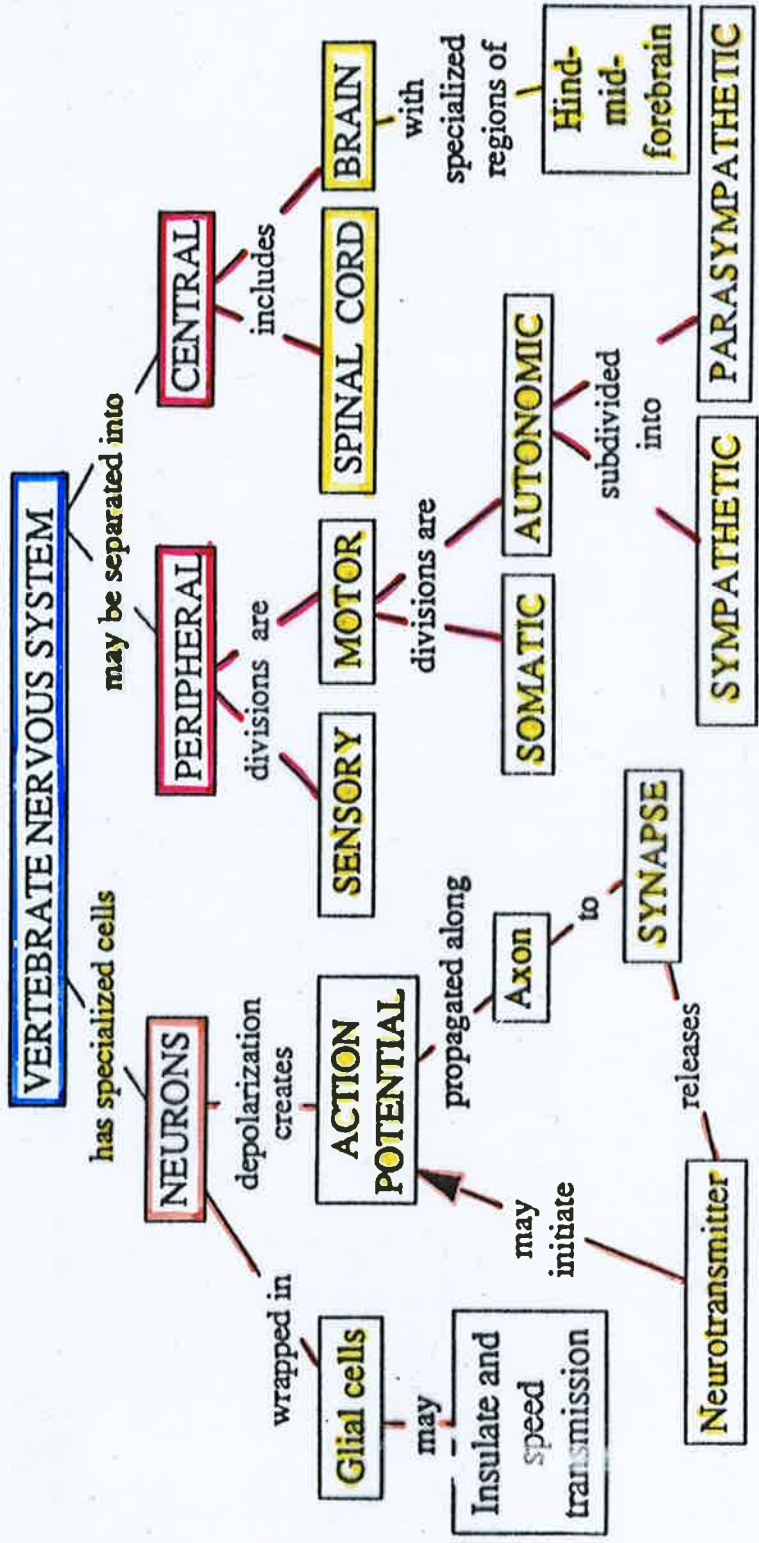 VERTEBRATE NERVOUS SYSTEM
has specialized cells
may be separated into
NEURONS
PERIPHERAL
CENTRAL
wrapped in
depolarization
creates
divisions are
includes
Glial cells
ACTION
POTENTIAL
SENSORY
MOTOR
SPINAL CORD
BRAIN
may
propagated along
divisions are
with
specialized
regions of
Insulate and
speed
transmission
may
initiate
Axon
to
SOMATIC
AUTONOMIC
Hind-
mid-
forebrain
releases
SYNAPSE
subdivided
into
Neurotransmitter
SYMPATHETIC
PARASYMPATHETIC